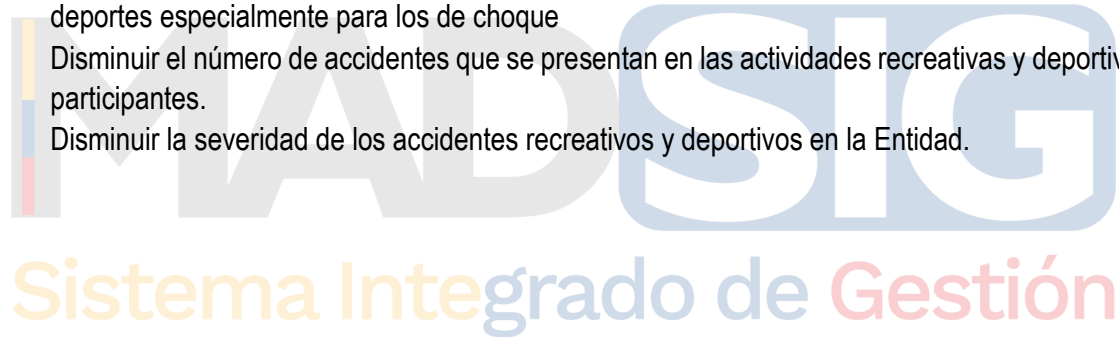 deportes especialmente para los de choque
Disminuir el número de accidentes que se presentan en las actividades recreativas y
participantes.
Disminuir la severidad de los accidentes recreativos y deportivos en la Entidad.
MADSIG
Sistema Integrado de Gestión